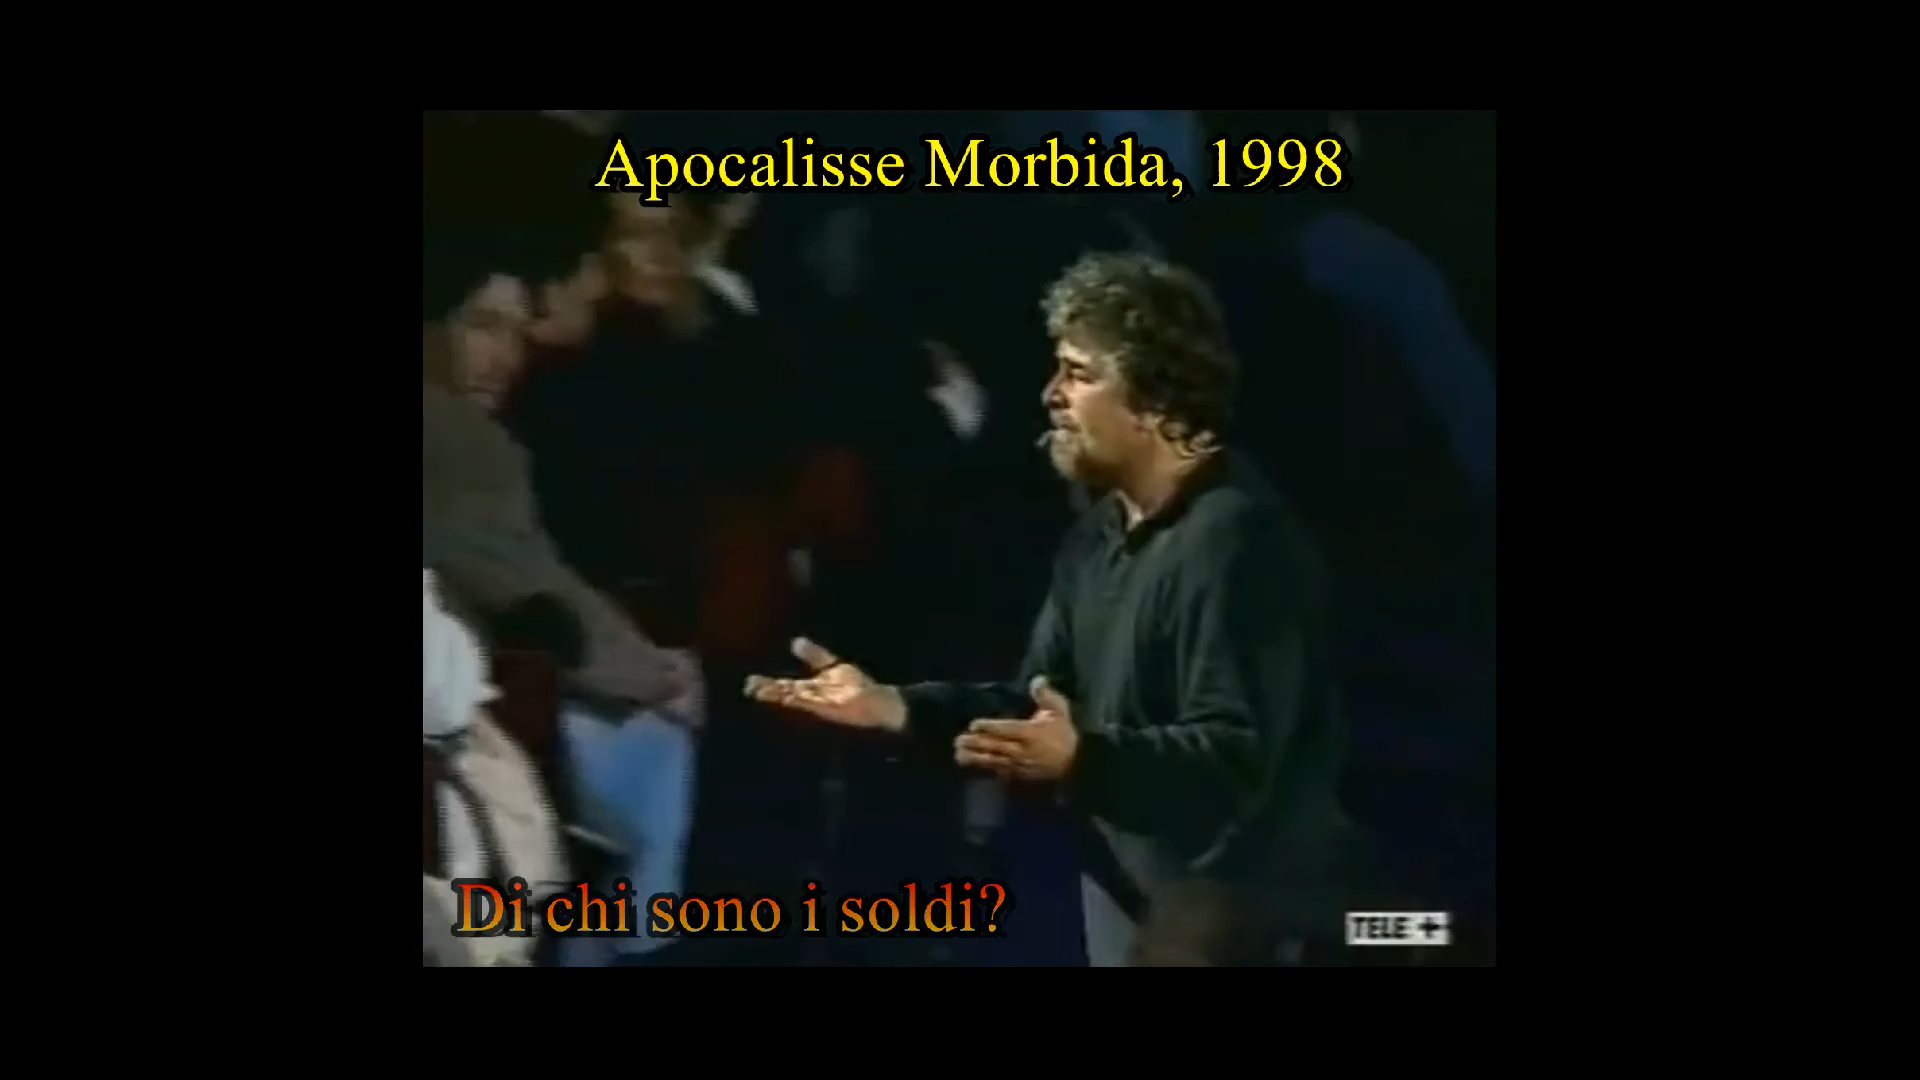 Apocalisse Morbida, 1998
Di chi sono i soldi?
TELE +